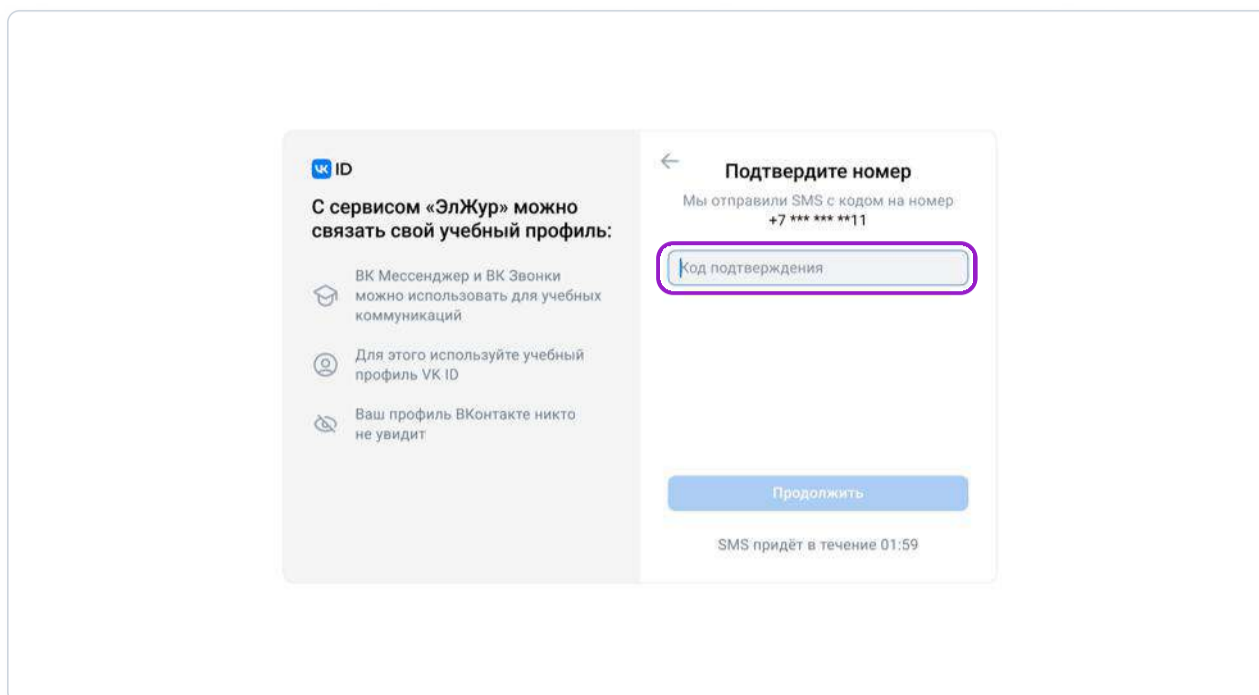 VK ID
С сервисом «ЭлЖур» можно
связать свой учебный профиль:
ВК Мессенджер и ВК Звонки
можно использовать для учебных
коммуникаций
Для этого используйте учебный
профиль VK ID
Ваш профиль ВКонтакте никто
не увидит
Подтвердите номер
Мы отправили SMS с кодом на номер
+7 *** *** **11
Код подтверждения
Продолжить
SMS придёт в течение 01:59